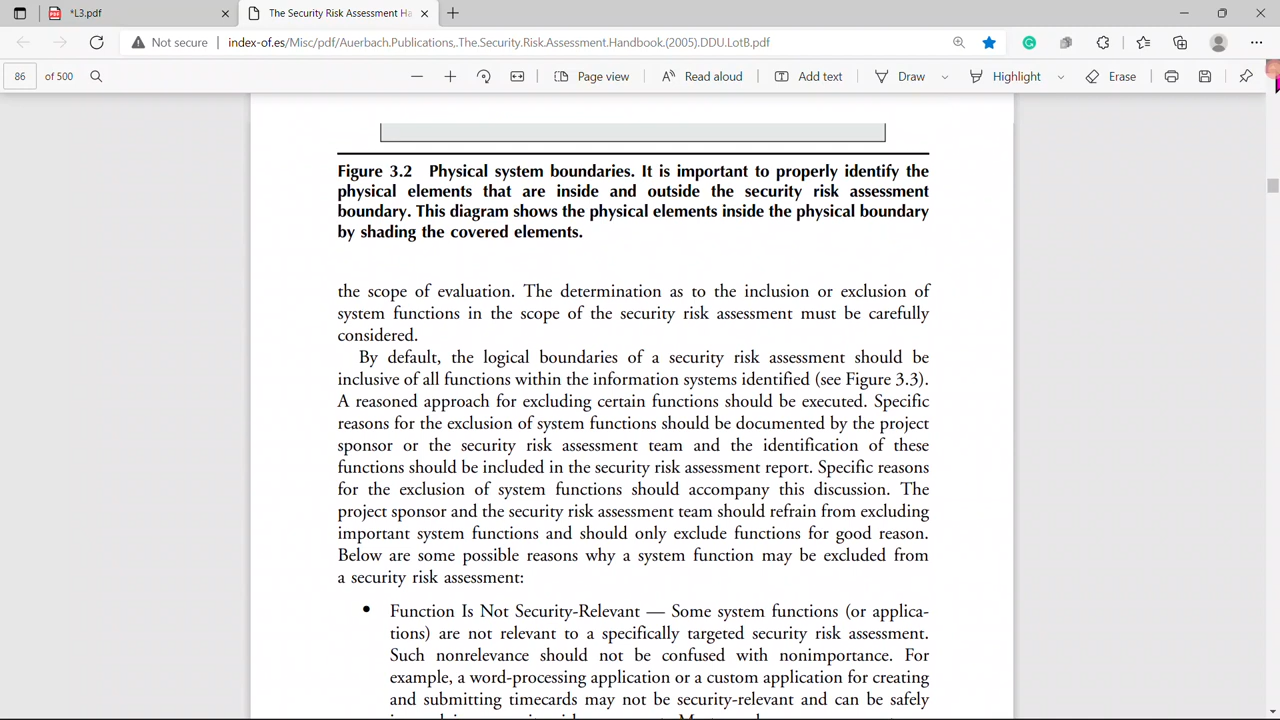 *L3.pdf
The Security Risk Assessment Ha
Not secure
index-of.es/Misc/pdf/Auerbach.Publications,.The.Security.Risk.Assessment.Handbook.(2005).DDU.LotB.pdf
86 of 500
Page view
Read aloud
Add text
Draw
Highlight
Erase
Figure 3.2 Physical system boundaries. It is important to properly identify the
physical elements that are inside and outside the security risk assessment
boundary. This diagram shows the physical elements inside the physical boundary
by shading the covered elements.
the scope of evaluation. The determination as to the inclusion or exclusion of
system functions in the scope of the security risk assessment must be carefully
considered.
By default, the logical boundaries of a security risk assessment should be
inclusive of all functions within the information systems identified (see Figure 3.3).
A reasoned approach for excluding certain functions should be executed. Specific
reasons for the exclusion of system functions should be documented by the project
sponsor or the security risk assessment team and the identification of these
functions should be included in the security risk assessment report. Specific reasons
for the exclusion of system functions should accompany this discussion. The
project sponsor and the security risk assessment team should refrain from excluding
important system functions and should only exclude functions for good reason.
Below are some possible reasons why a system function may be excluded from
a security risk assessment:
• Function Is Not Security-Relevant — Some system functions (or applica-
tions) are not relevant to a specifically targeted security risk assessment.
Such nonrelevance should not be confused with nonimportance. For
example, a word-processing application or a custom application for creating
and submitting timecards may not be security-relevant and can be safely